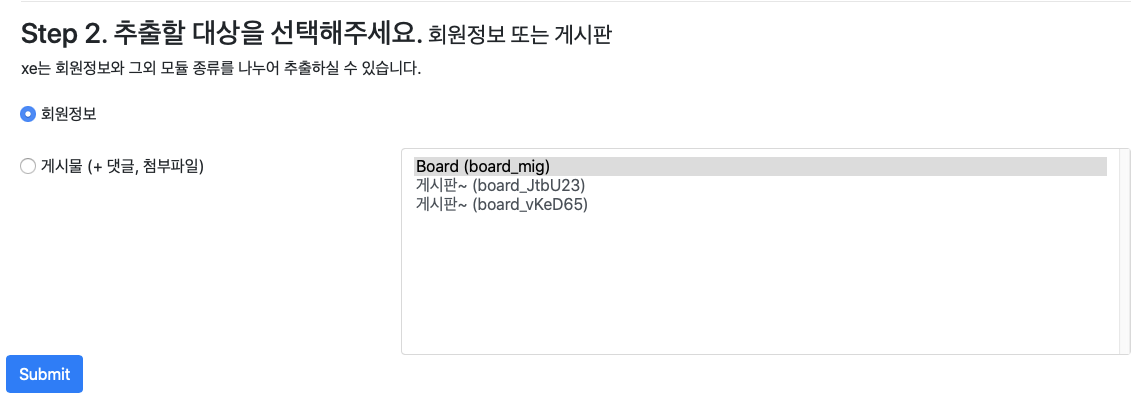 Step 2. 추출할 대상을 선택해주세요. 회원정보 또는 게시판
xe는 회원정보와 그외 모듈 종류를 나누어 추출하실 수 있습니다.
회원정보
게시물 (+ 댓글, 첨부파일)
Board (board_mig)
게시판~ (board_JtbU23)
게시판~ (board_vKeD65)
Submit